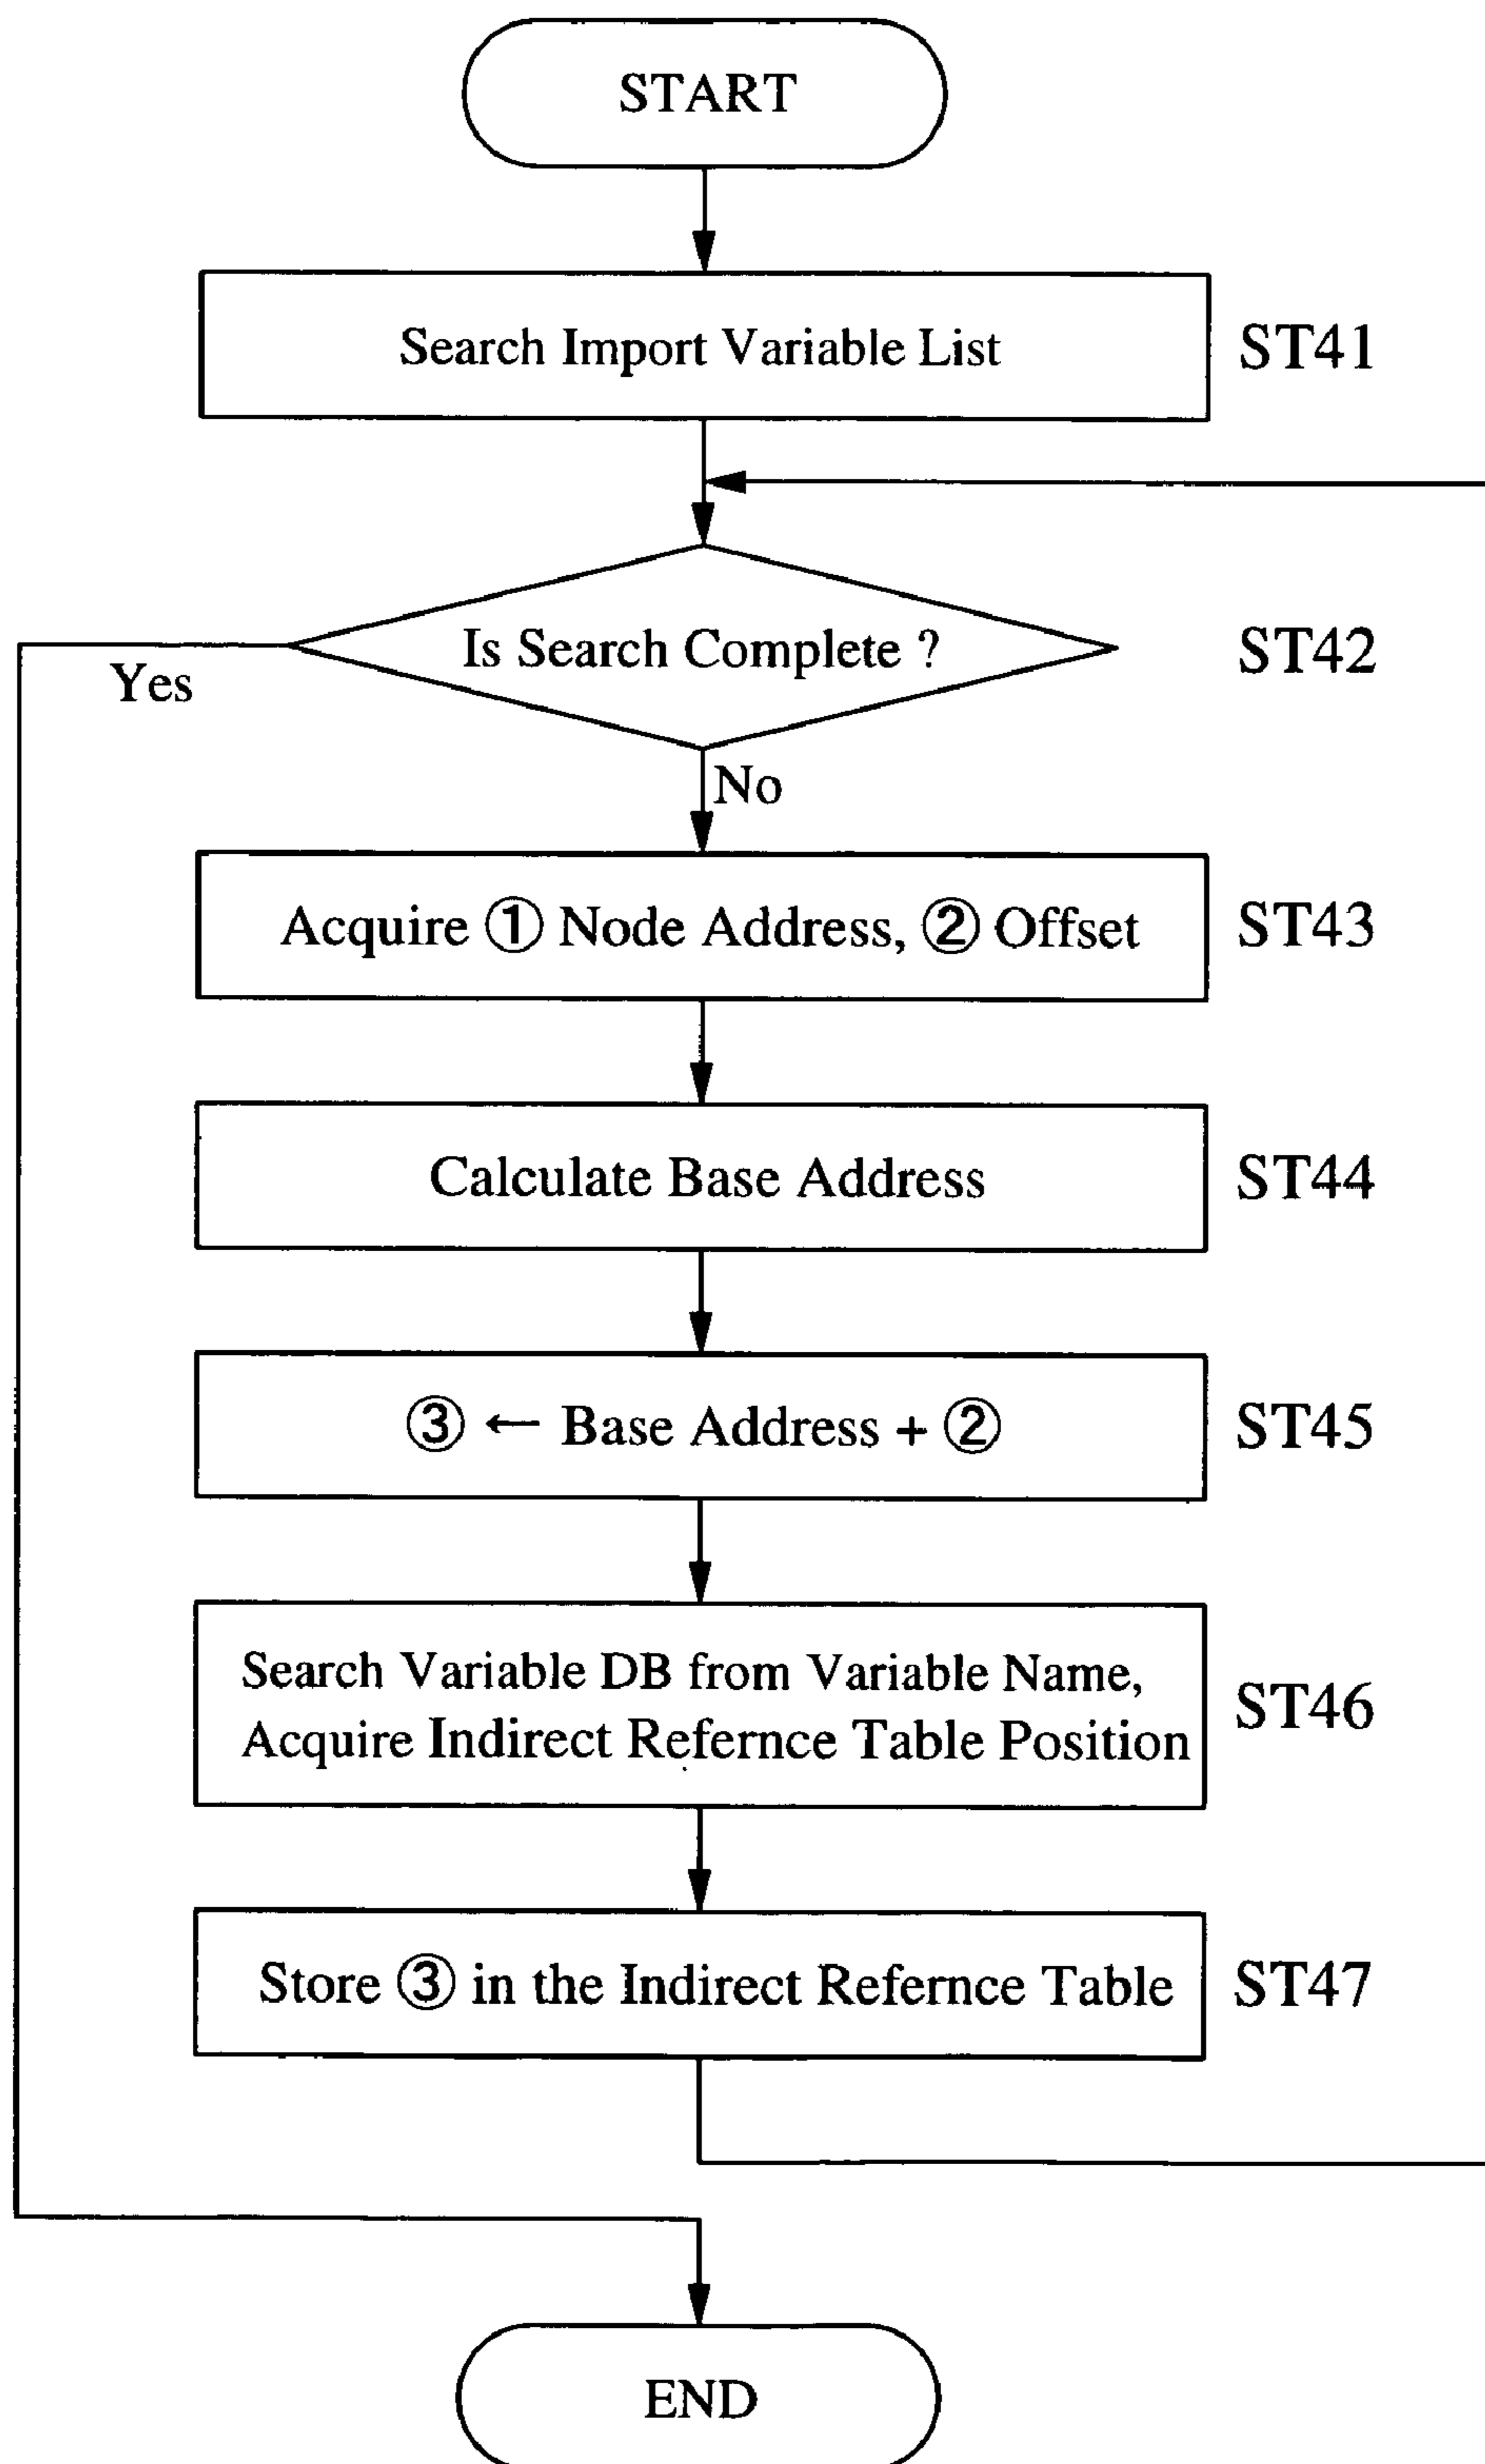 START
Search Import Variable List
ST41
Is Search Complete ?
ST42
Yes
No
Acquire ① Node Address, ② Offset
ST43
Calculate Base Address
ST44
③ ← Base Address + ②
ST45
Search Variable DB from Variable Name,
Acquire Indirect Refernce Table Position
ST46
Store ③ in the Indirect Refernce Table
ST47
END